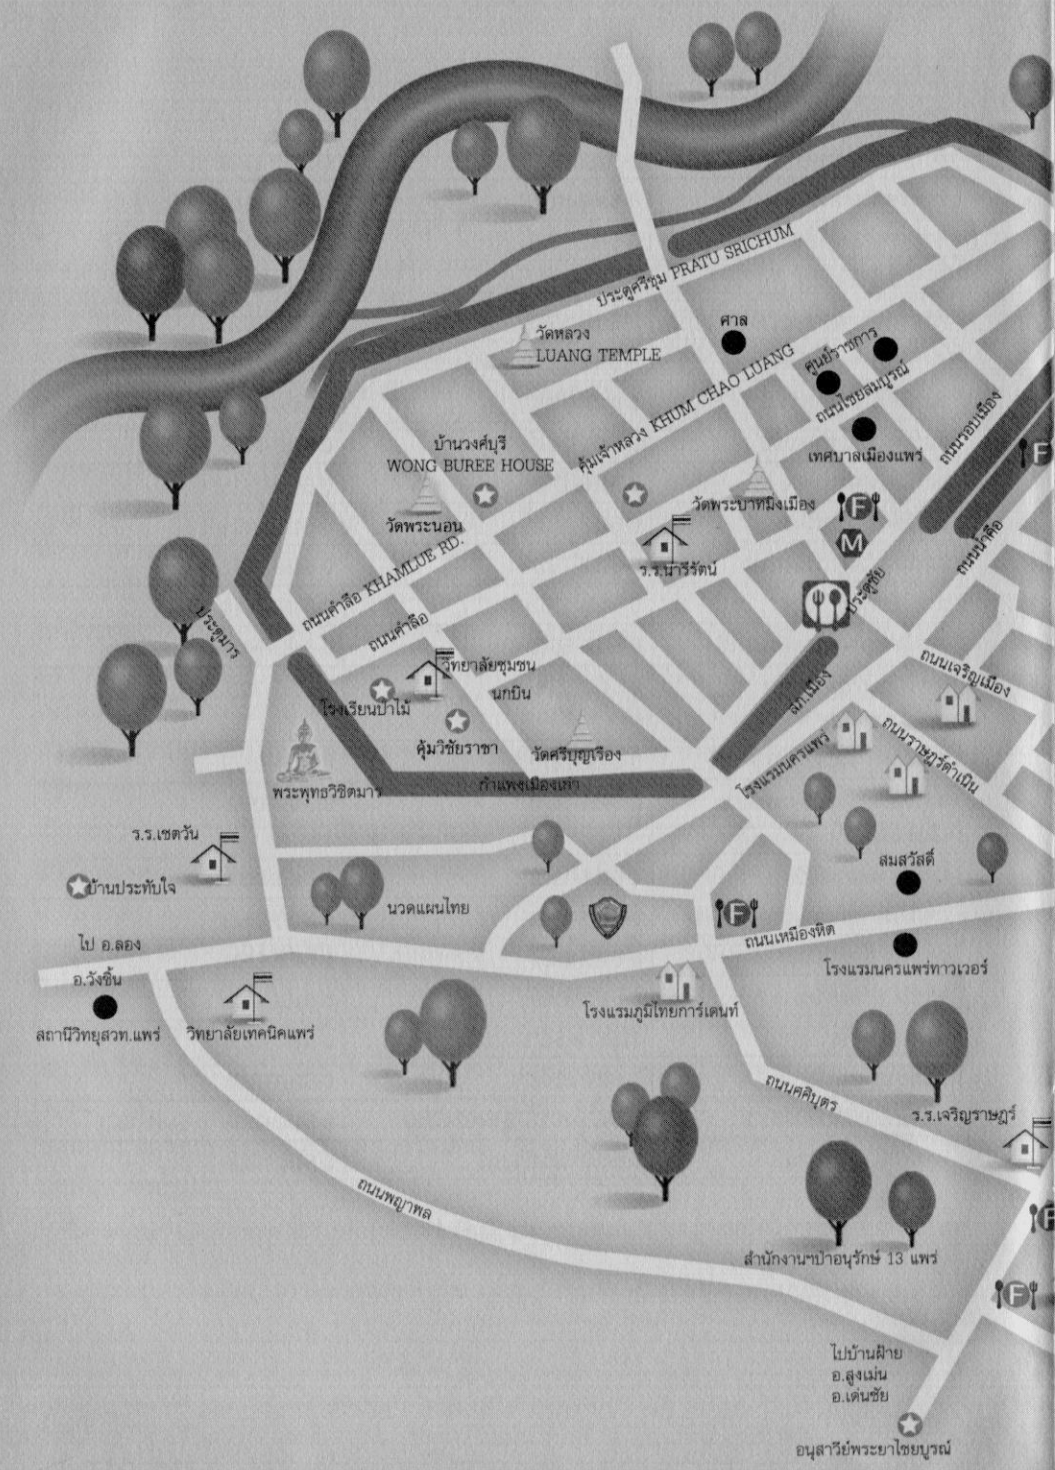 ประตูศรีชุม PRATU SRICHUM
วัดหลวง
LUANG TEMPLE
ศาล
ศูนย์ราชการ
ถนนไชยสมบูรณ์
คุ้มเจ้าหลวง KHUM CHAO LUANG
เทศบาลเมืองแพร่
ถนนรอบเมือง
F
บ้านวงศ์บุรี
WONG BUREE HOUSE
วัดพระนอน
วัดพระบาทมิ่งเมือง
F
M
ร.ร.นารีรัตน์
ถนนน้ำคือ
ถนนคำลือ KHAMLUE RD.
ถนนคำลือ
ประตูมาร
ประตูชัย
วิทยาลัยชุมชน
นกบิน
โรงเรียนป่าไม้
คุ้มวิชัยราชา
วัดศรีบุญเรือง
สภ.เมือง
ถนนเจริญเมือง
ถนนราษฎร์ดำเนิน
โรงแรมนครแพร่
พระพุทธวิชิตมาร
กำแพงเมืองเก่า
ร.ร.เชตวัน
บ้านประทับใจ
นวดแผนไทย
สมสวัสดิ์
F
ถนนเหมืองหิต
ไป อ.ลอง
อ.วังชิ้น
สถานีวิทยุสวท.แพร่
วิทยาลัยเทคนิคแพร่
โรงแรมภูมิไทยการ์เดนท์
โรงแรมนครแพร่ทาวเวอร์
ถนนศศิบุตร
ร.ร.เจริญราษฎร์
ถนนพญาพล
F
สำนักงานฯป่าอนุรักษ์ 13 แพร่
F
ไปบ้านฝ้าย
อ.สูงเม่น
อ.เด่นชัย
อนุสาวรีย์พระยาไชยบูรณ์